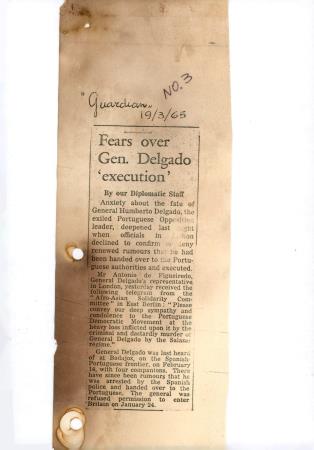 NO. 3
"Guardian"
19/3/65
Fears over
Gen. Delgado
'execution'
By our Diplomatic Staff
Anxiety about the fate of
General Humberto Delgado, the
exiled Portuguese Opposition
leader, deepened last night
when officials in
declined to confirm or deny
renewed rumours that he had
been handed over to the Portu-
guese authorities and executed.
Mr Antonio de Figueiredo,
General Delgado's representative
in London, yesterday received the
following telegram from the
"Afro-Asian Solidarity Com-
mittee" in East Berlin: "Please
convey our deep sympathy and
condolence to the Portuguese
Democratic Movement at the
heavy loss inflicted upon it by the
criminal and dastardly murder of
General Delgado by the Salazar
regime."
General Delgado was last heard
of at Badajoz, on the Spanish-
Portuguese frontier, on February
14, with four companions. There
have since been rumours that he
was arrested by the Spanish
police and handed over to the
Portuguese. The general was
refused permission to enter
Britain on January 24.